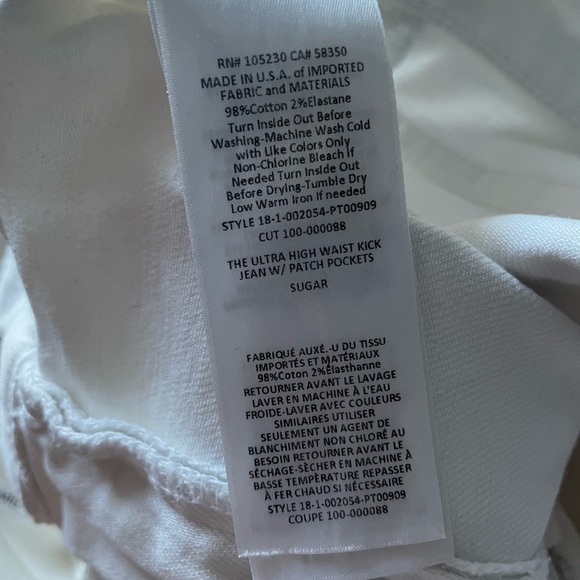 RN# 105230 CA# 58350
MADE IN U.S.A. of IMPORTED
FABRIC and MATERIALS
98%Cotton 2%Elastane
Turn Inside Out Before
Washing-Machine Wash Cold
with Like Colors Only
Non-Chlorine Bleach If
Needed Turn Inside Out
Before Drying-Tumble Dry
Low Warm Iron If needed
STYLE 18-1-002054-PT00909
CUT 100-000088
THE ULTRA HIGH WAIST KICK
JEAN W/ PATCH POCKETS
SUGAR
FABRIQUÉ AUXÉ.-U DU TISSU
IMPORTÉS ET MATÉRIAUX
98%Coton 2%Élasthanne
RETOURNER AVANT LE LAVAGE
LAVER EN MACHINE À L'EAU
FROIDE-LAVER AVEC COULEURS
SIMILAIRES UTILISER
SEULEMENT UN AGENT DE
BLANCHIMENT NON CHLORÉ AU
BESOIN RETOURNER AVANT LE
SÉCHAGE-SÈCHER EN MACHINE À
BASSE TEMPÈRATURE REPASSER
À FER CHAUD SI NÉCESSAIRE
STYLE 18-1-002054-PT00909
COUPE 100-000088